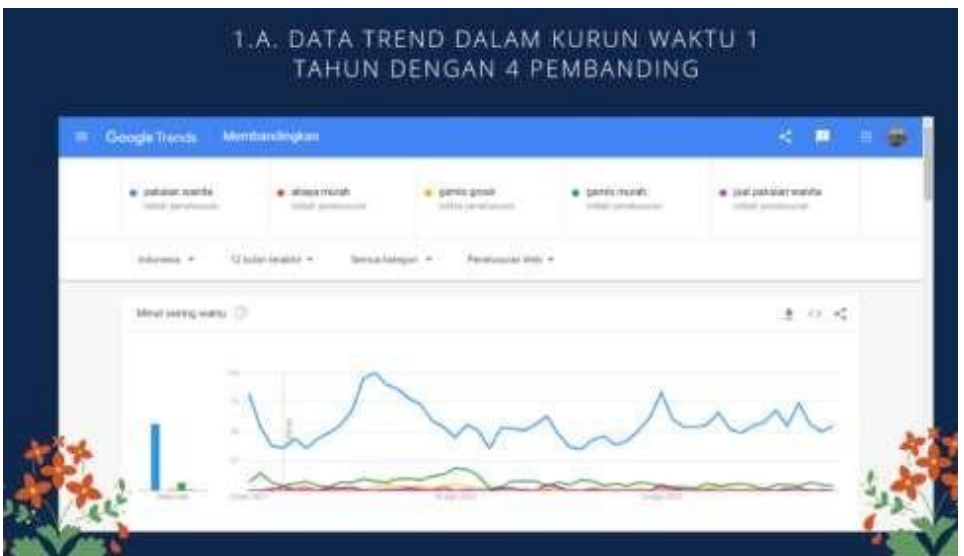 1.A. DATA TREND DALAM KURUN WAKTU 1
TAHUN DENGAN 4 PEMBANDING
Google Trends Membandingkan
pakaian wanita
abaya murah
gamis grosir
gamis murah
jual pakaian wanita
Indonesia
12 bulan terakhir
Semua kategori
Penelusuran Web
Minat seiring waktu
100